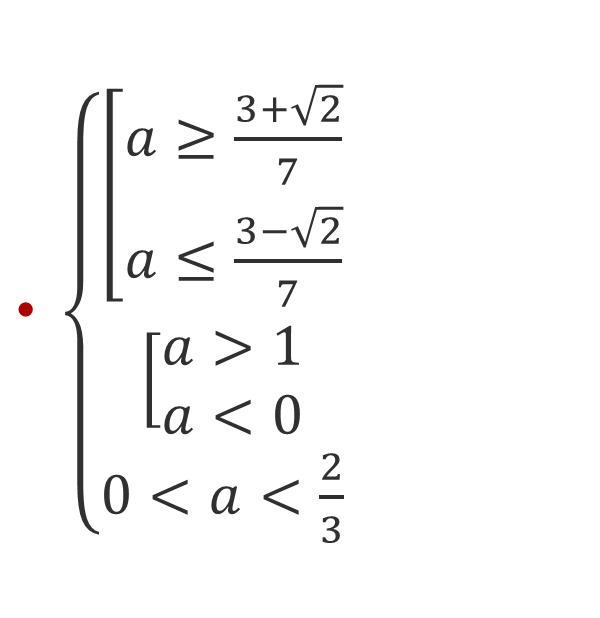 a ≥ (3+√2)/7
a ≤ (3−√2)/7
a > 1
a < 0
0 < a < 2/3